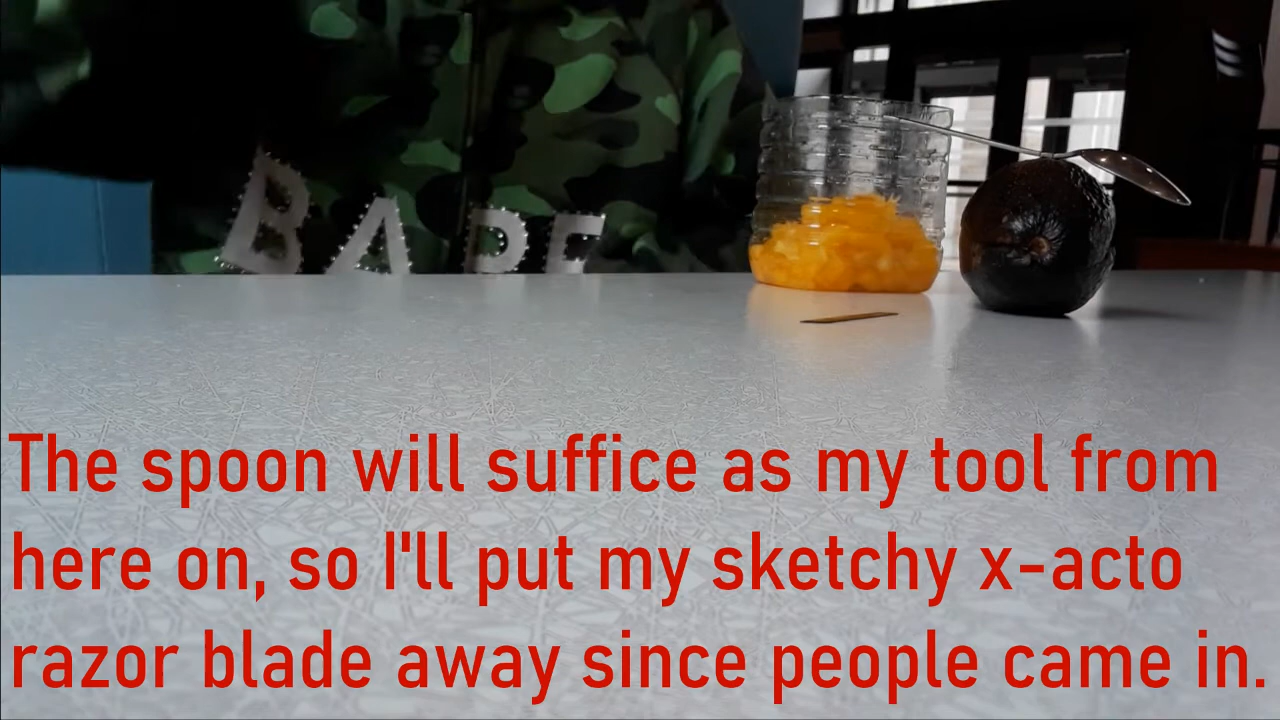 BAPE
The spoon will suffice as my tool from
here on, so I'll put my sketchy x-acto
razor blade away since people came in.